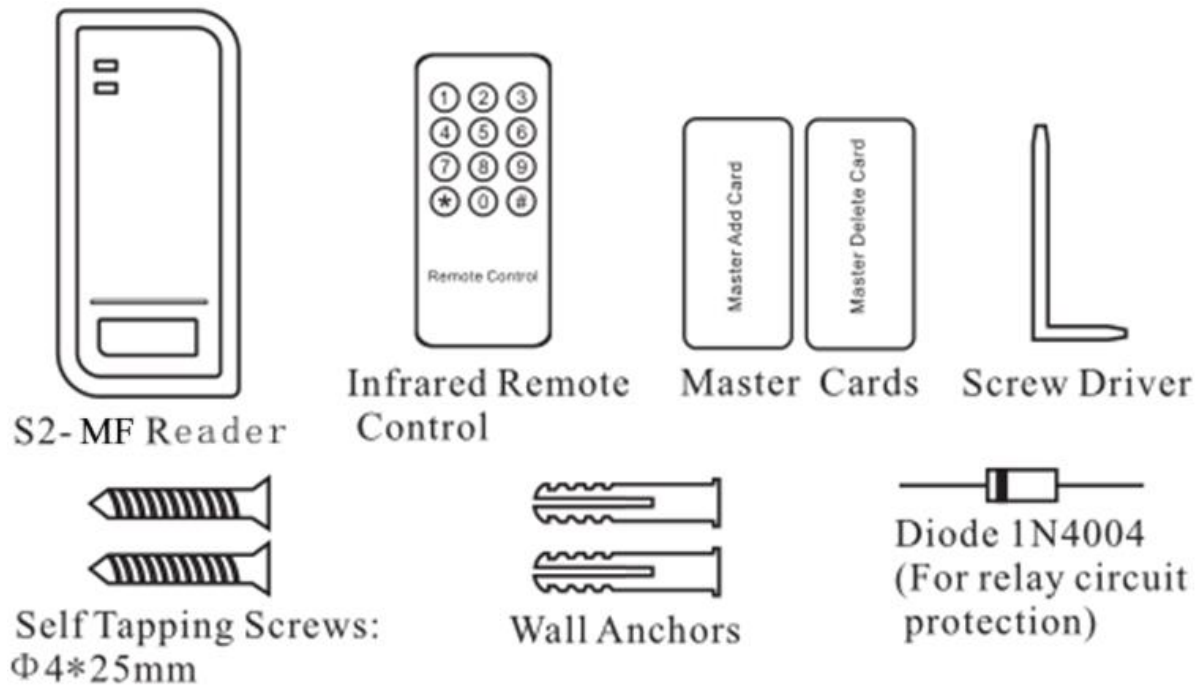 1 2 3
4 5 6
7 8 9
* 0 #
Remote Control
Master Add Card
Master Delete Card
S2-MF Reader
Infrared Remote
Control
Master Cards
Screw Driver
Self Tapping Screws:
Φ4*25mm
Wall Anchors
Diode 1N4004
(For relay circuit
protection)